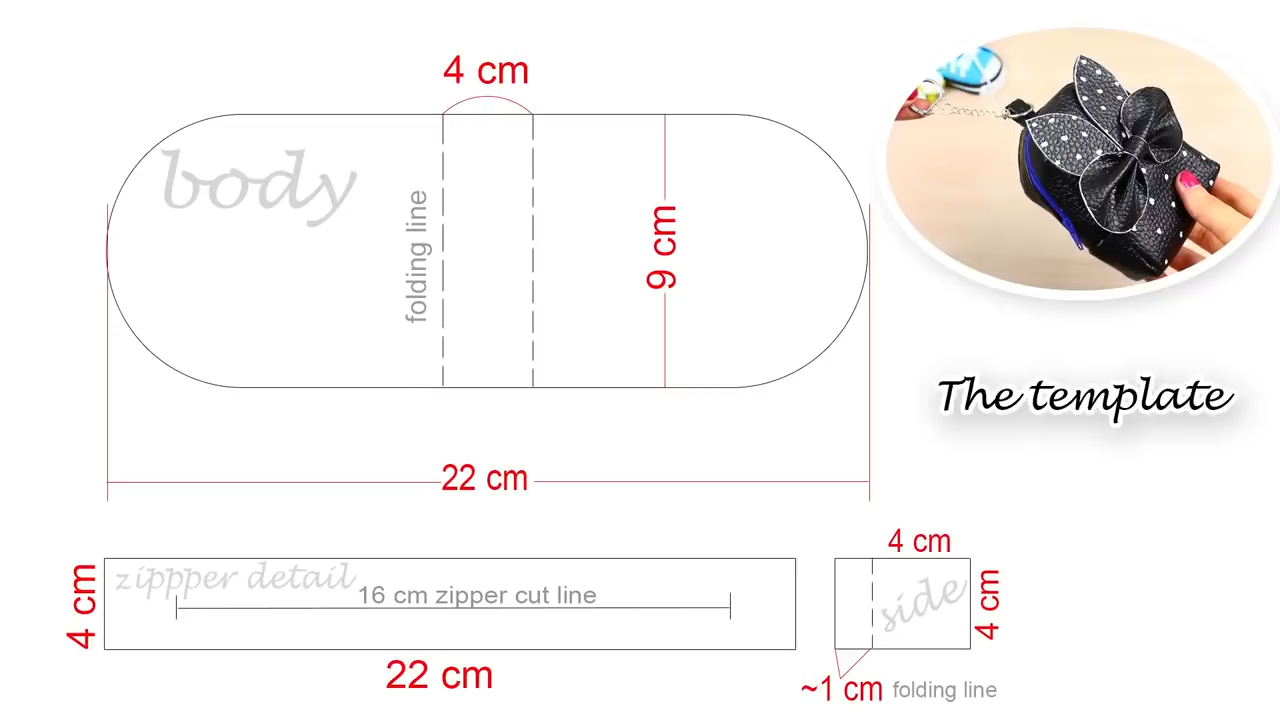 4 cm
body
folding line
9 cm
The template
22 cm
4 cm
zippper detail
16 cm zipper cut line
22 cm
4 cm
side
4 cm
~1 cm folding line